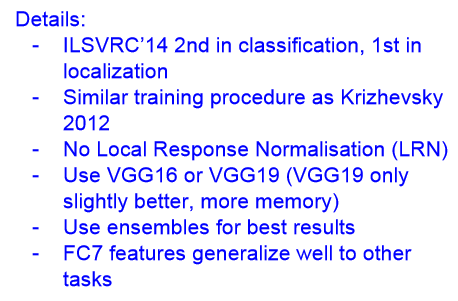 Details:
- ILSVRC’14 2nd in classification, 1st in
localization
- Similar training procedure as Krizhevsky
2012
- No Local Response Normalisation (LRN)
- Use VGG16 or VGG19 (VGG19 only
slightly better, more memory)
- Use ensembles for best results
- FC7 features generalize well to other
tasks